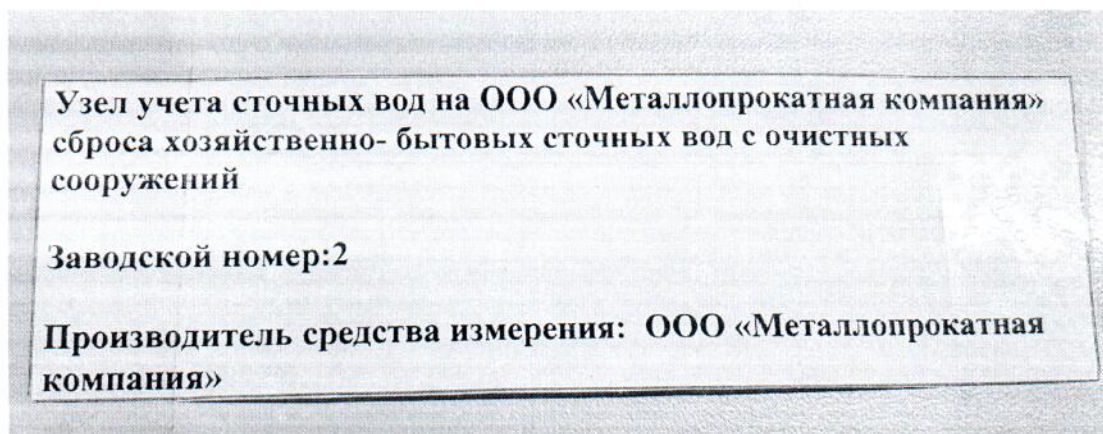 Узел учета сточных вод на ООО «Металлопрокатная компания»
сброса хозяйственно- бытовых сточных вод с очистных
сооружений
Заводской номер:2
Производитель средства измерения: ООО «Металлопрокатная
компания»